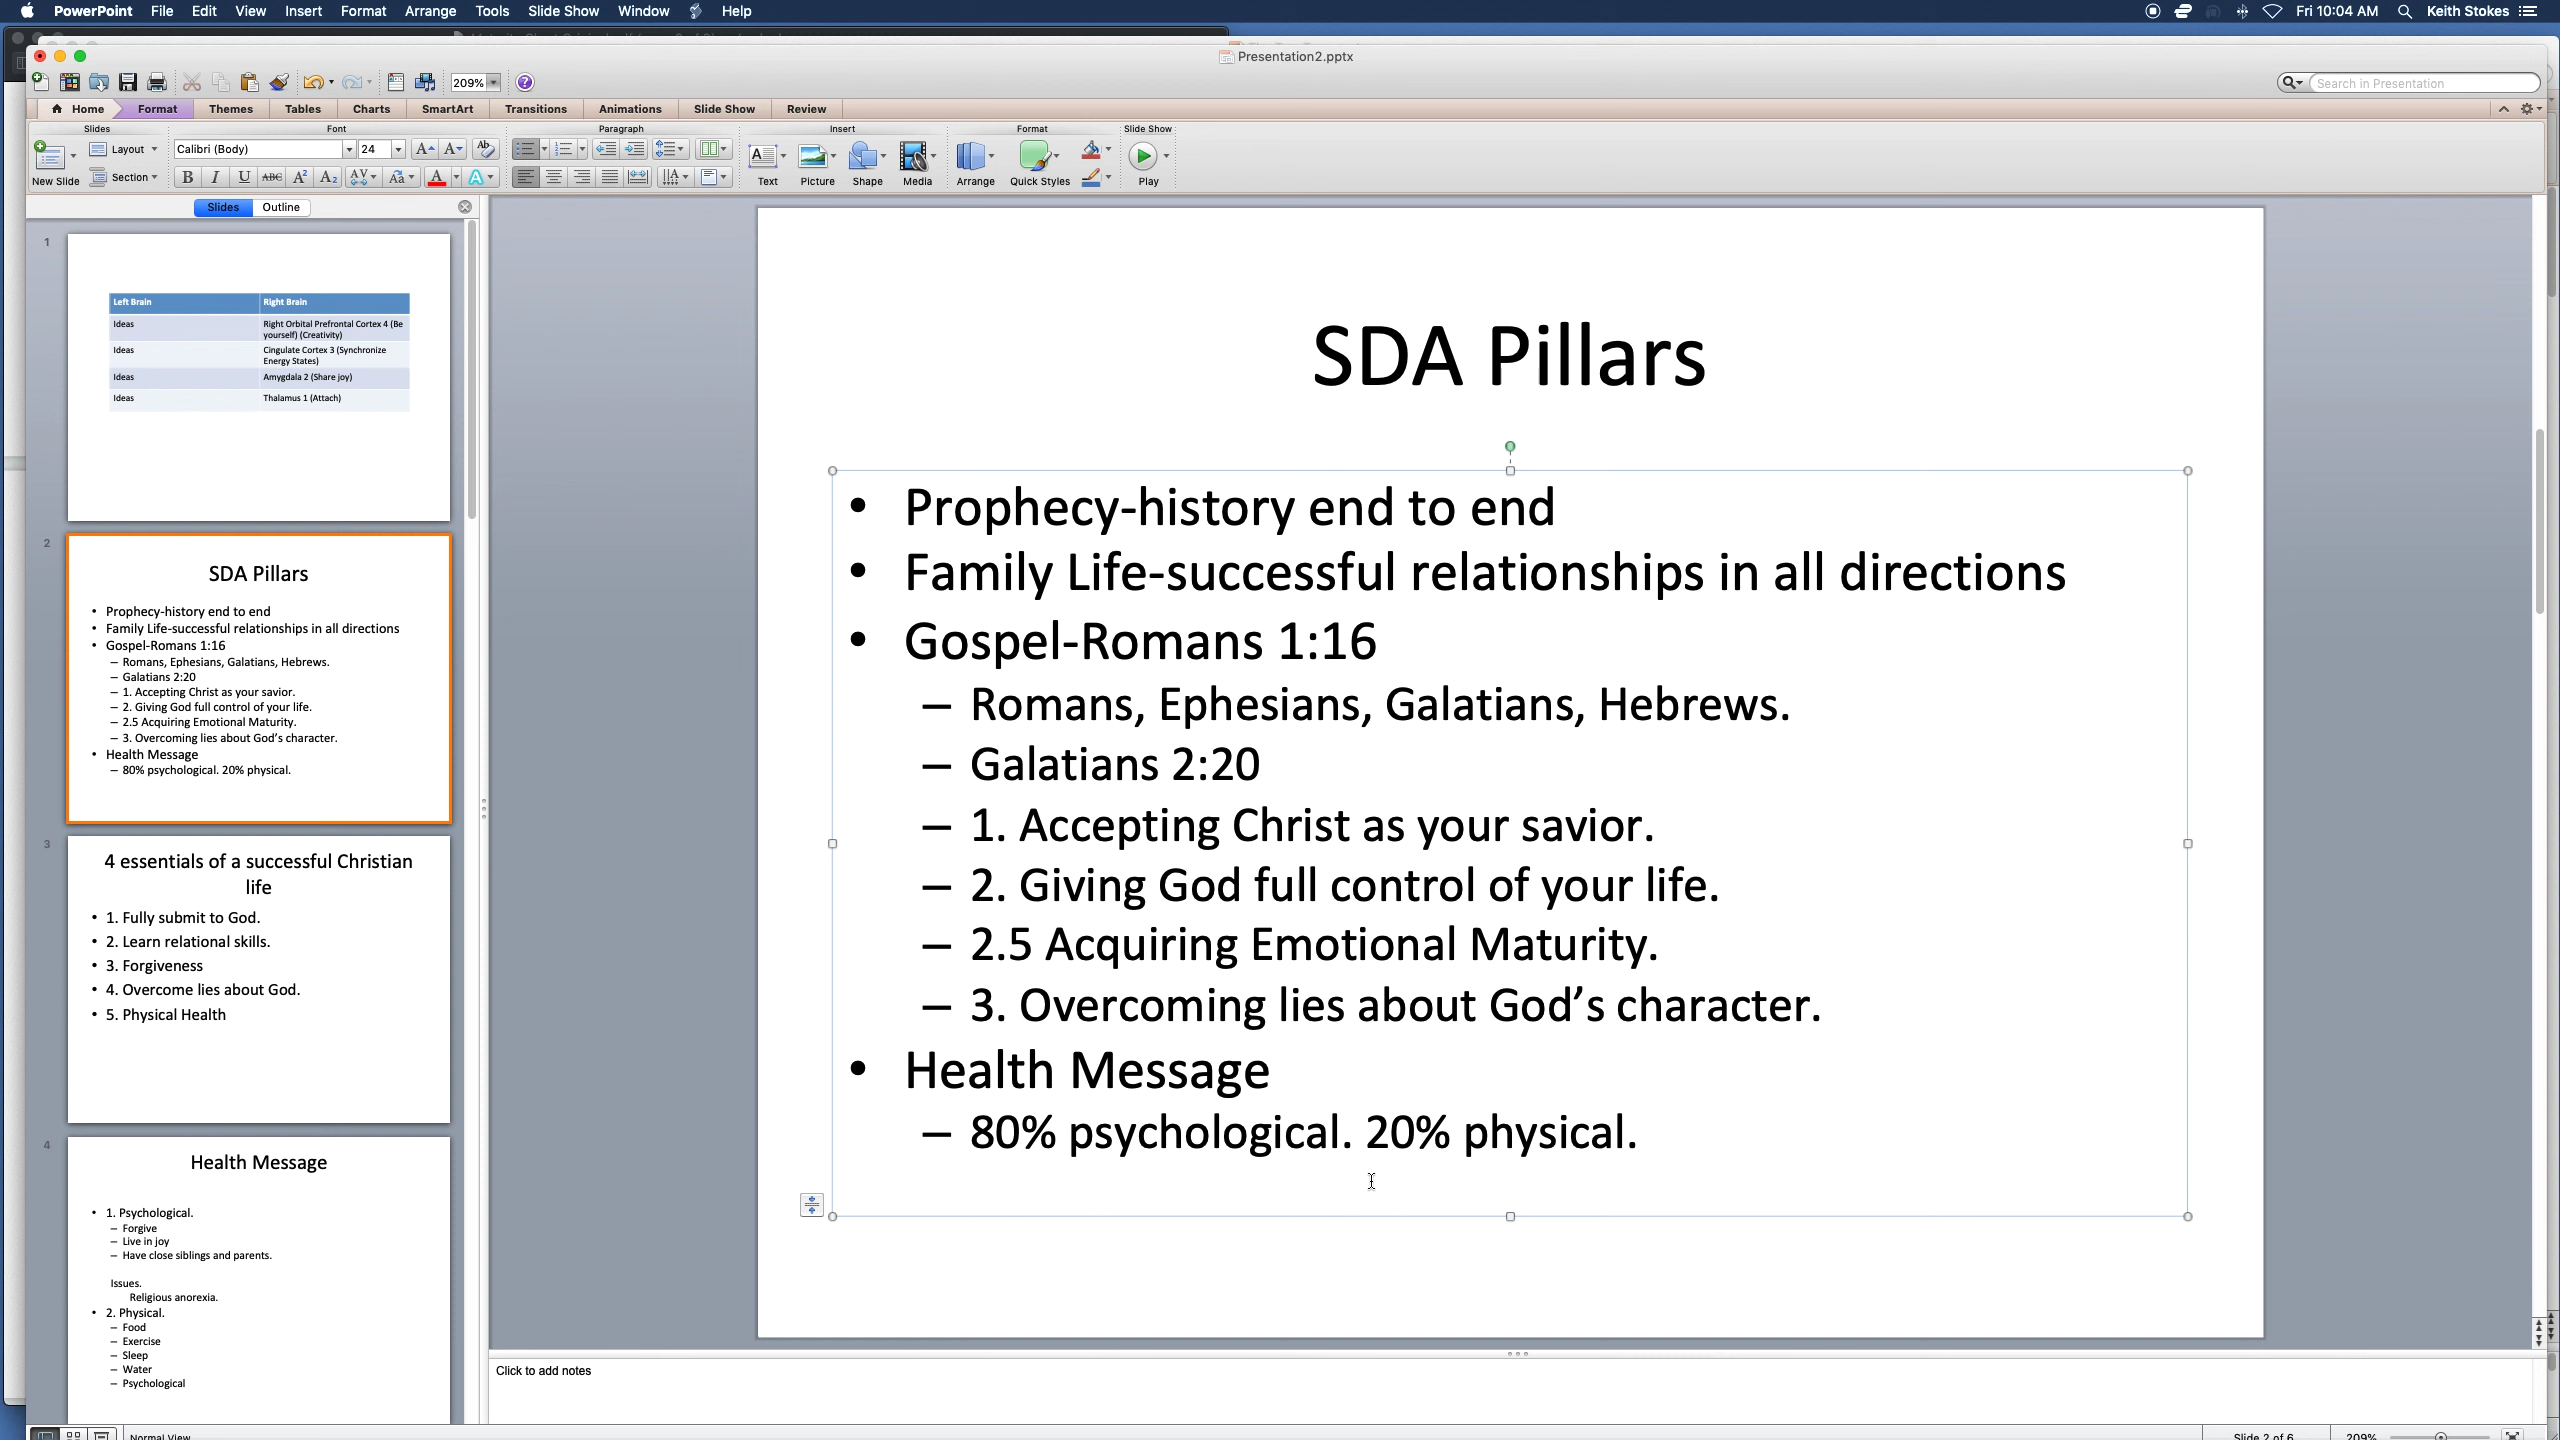 PowerPoint File Edit View Insert Format Arrange Tools Slide Show Window Help
Fri 10:04 AM Keith Stokes
Presentation2.pptx
209%
Search in Presentation
Home Format Themes Tables Charts SmartArt Transitions Animations Slide Show Review
Slides Font Paragraph Insert Format Slide Show
Layout Calibri (Body) 24
New Slide Section B I U ABC Text Picture Shape Media Arrange Quick Styles Play
Slides Outline
1
Left Brain Right Brain
Ideas Right Orbital Prefrontal Cortex 4 (Be
yourself) (Creativity)
Ideas Cingulate Cortex 3 (Synchronize
Energy States)
Ideas Amygdala 2 (Share joy)
Ideas Thalamus 1 (Attach)
2
SDA Pillars
• Prophecy-history end to end
• Family Life-successful relationships in all directions
• Gospel-Romans 1:16
– Romans, Ephesians, Galatians, Hebrews.
– Galatians 2:20
– 1. Accepting Christ as your savior.
– 2. Giving God full control of your life.
– 2.5 Acquiring Emotional Maturity.
– 3. Overcoming lies about God’s character.
• Health Message
– 80% psychological. 20% physical.
3
4 essentials of a successful Christian
life
• 1. Fully submit to God.
• 2. Learn relational skills.
• 3. Forgiveness
• 4. Overcome lies about God.
• 5. Physical Health
4
Health Message
• 1. Psychological.
– Forgive
– Live in joy
– Have close siblings and parents.
Issues.
Religious anorexia.
• 2. Physical.
– Food
– Exercise
– Sleep
– Water
– Psychological
SDA Pillars
• Prophecy-history end to end
• Family Life-successful relationships in all directions
• Gospel-Romans 1:16
– Romans, Ephesians, Galatians, Hebrews.
– Galatians 2:20
– 1. Accepting Christ as your savior.
– 2. Giving God full control of your life.
– 2.5 Acquiring Emotional Maturity.
– 3. Overcoming lies about God’s character.
• Health Message
– 80% psychological. 20% physical.
Click to add notes
Normal View Slide 2 of 6 209%